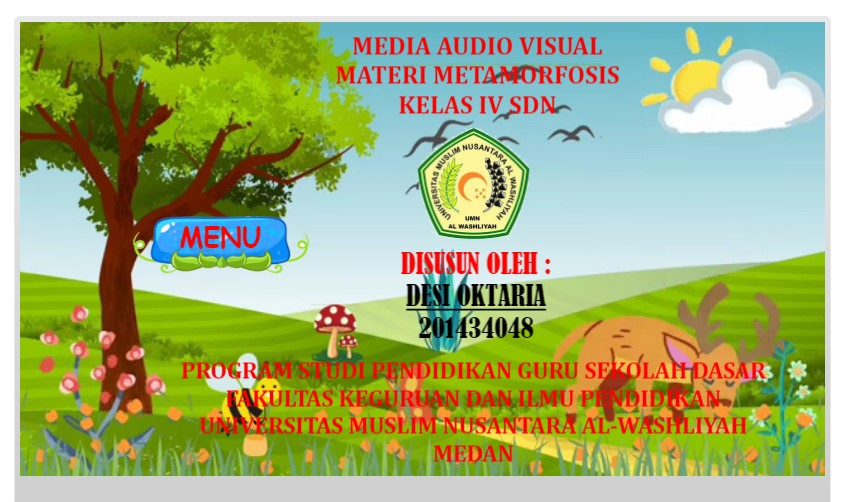 MEDIA AUDIO VISUAL
MATERI METAMORFOSIS
KELAS IV SDN
UNIVERSITAS MUSLIM NUSANTARA AL - WASHLIYAH
UMN
AL WASHLIYAH
MENU
DISUSUN OLEH :
DESI OKTARIA
201434048
PROGRAM STUDI PENDIDIKAN GURU SEKOLAH DASAR
FAKULTAS KEGURUAN DAN ILMU PENDIDIKAN
UNIVERSITAS MUSLIM NUSANTARA AL-WASHLIYAH
MEDAN